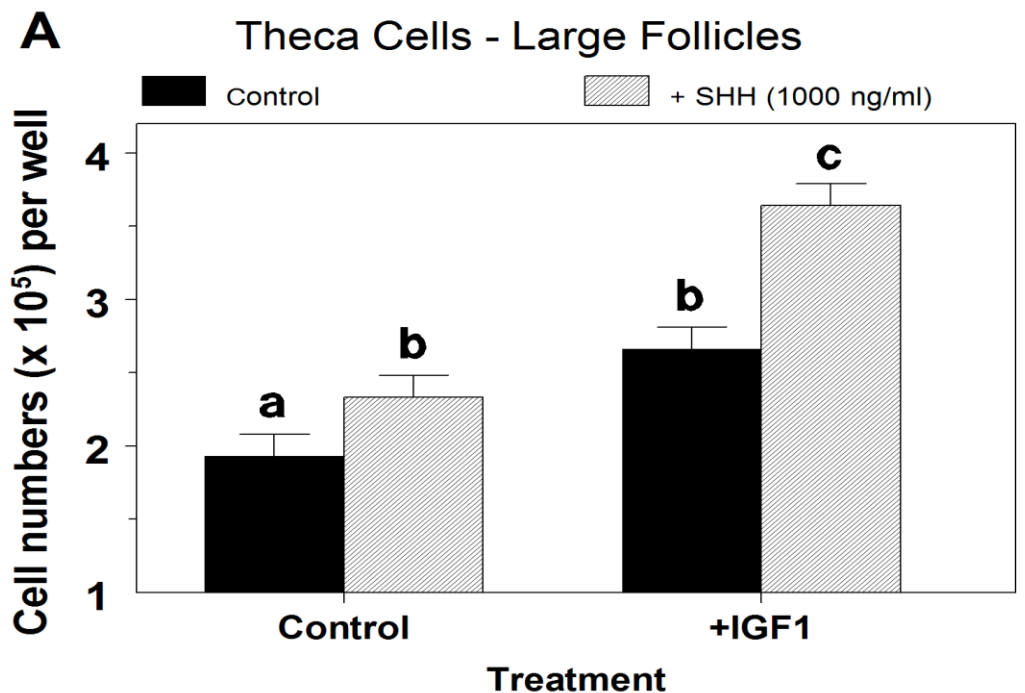 A
Theca Cells - Large Follicles
Control
+ SHH (1000 ng/ml)
Cell numbers (x 10⁵) per well
4
3
2
1
a
b
b
c
Control
+IGF1
Treatment